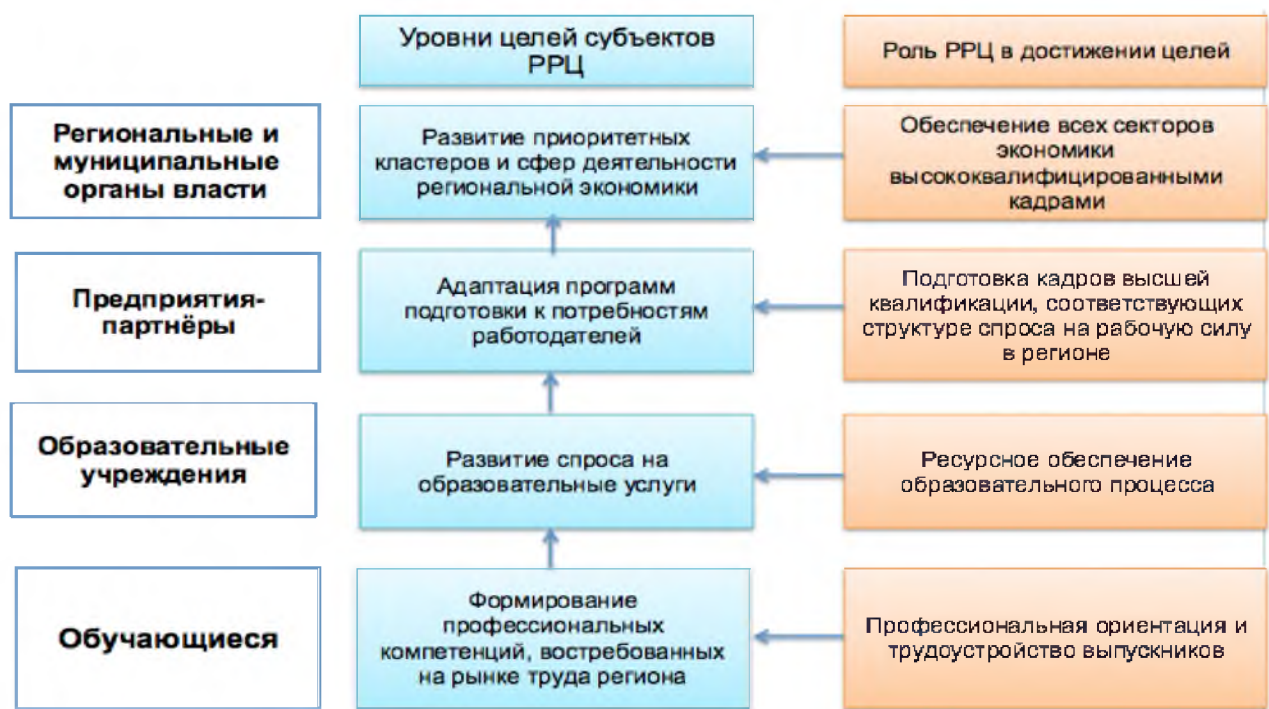 Уровни целей субъектов
РРЦ
Роль РРЦ в достижении целей
Региональные и
муниципальные
органы власти
Развитие приоритетных
кластеров и сфер деятельности
региональной экономики
Обеспечение всех секторов
экономики
высококвалифицированными
кадрами
Предприятия-
партнёры
Адаптация программ
подготовки к потребностям
работодателей
Подготовка кадров высшей
квалификации, соответствующих
структуре спроса на рабочую силу
в регионе
Образовательные
учреждения
Развитие спроса на
образовательные услуги
Ресурсное обеспечение
образовательного процесса
Обучающиеся
Формирование
профессиональных
компетенций, востребованных
на рынке труда региона
Профессиональная ориентация и
трудоустройство выпускников